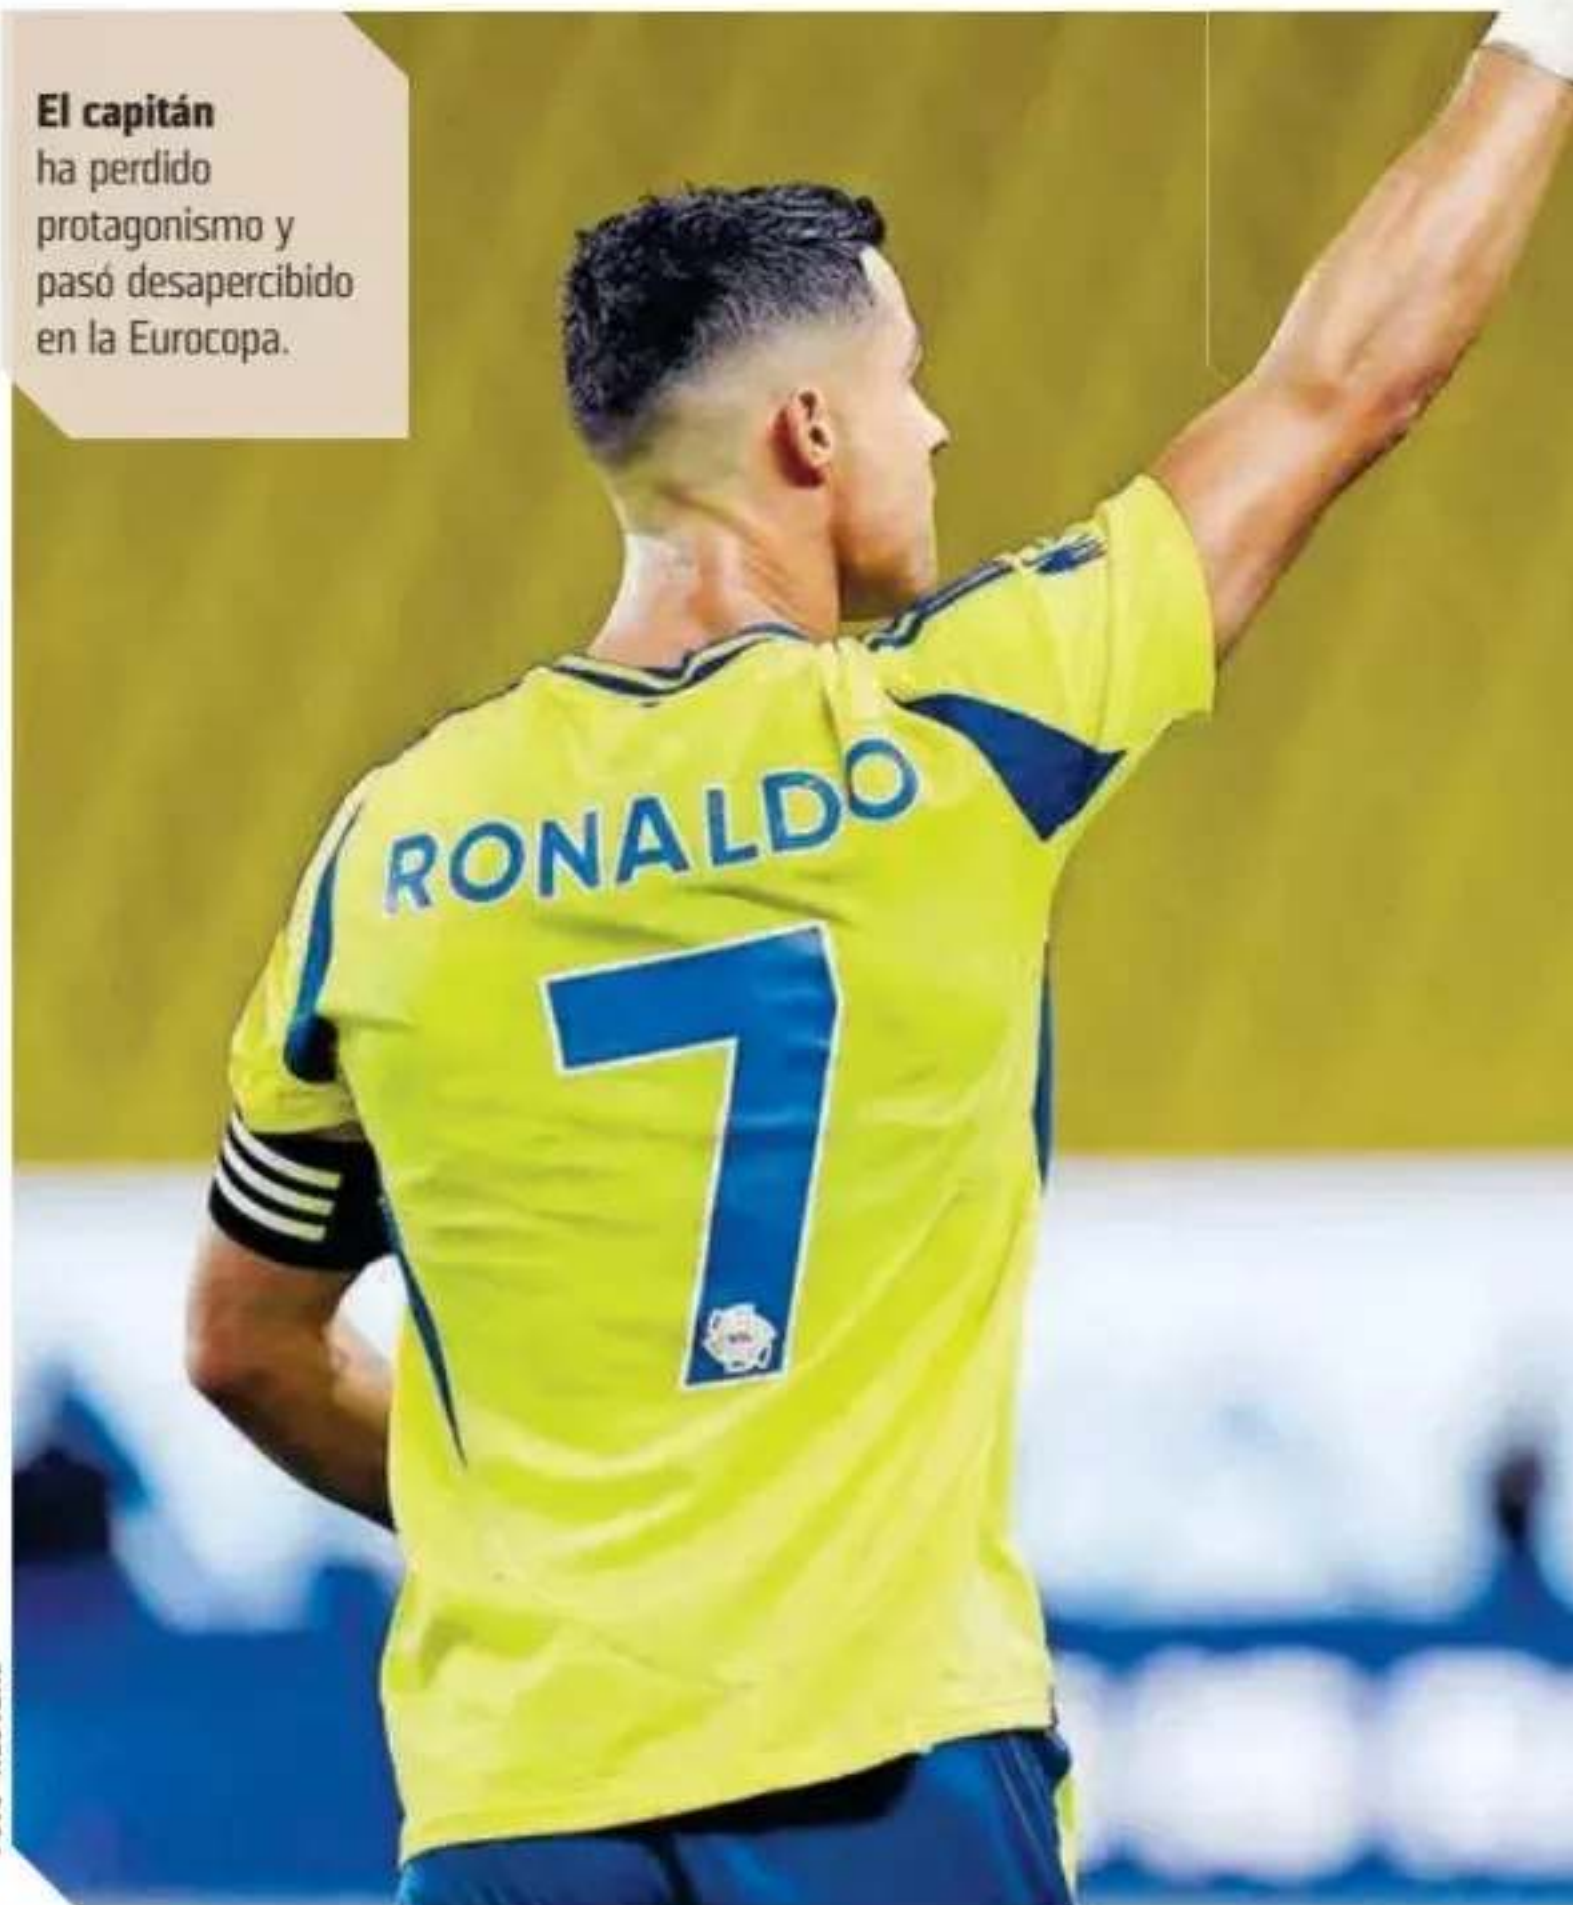 El capitán
ha perdido
protagonismo y
pasó desapercibido
en la Eurocopa.
RONALDO
7